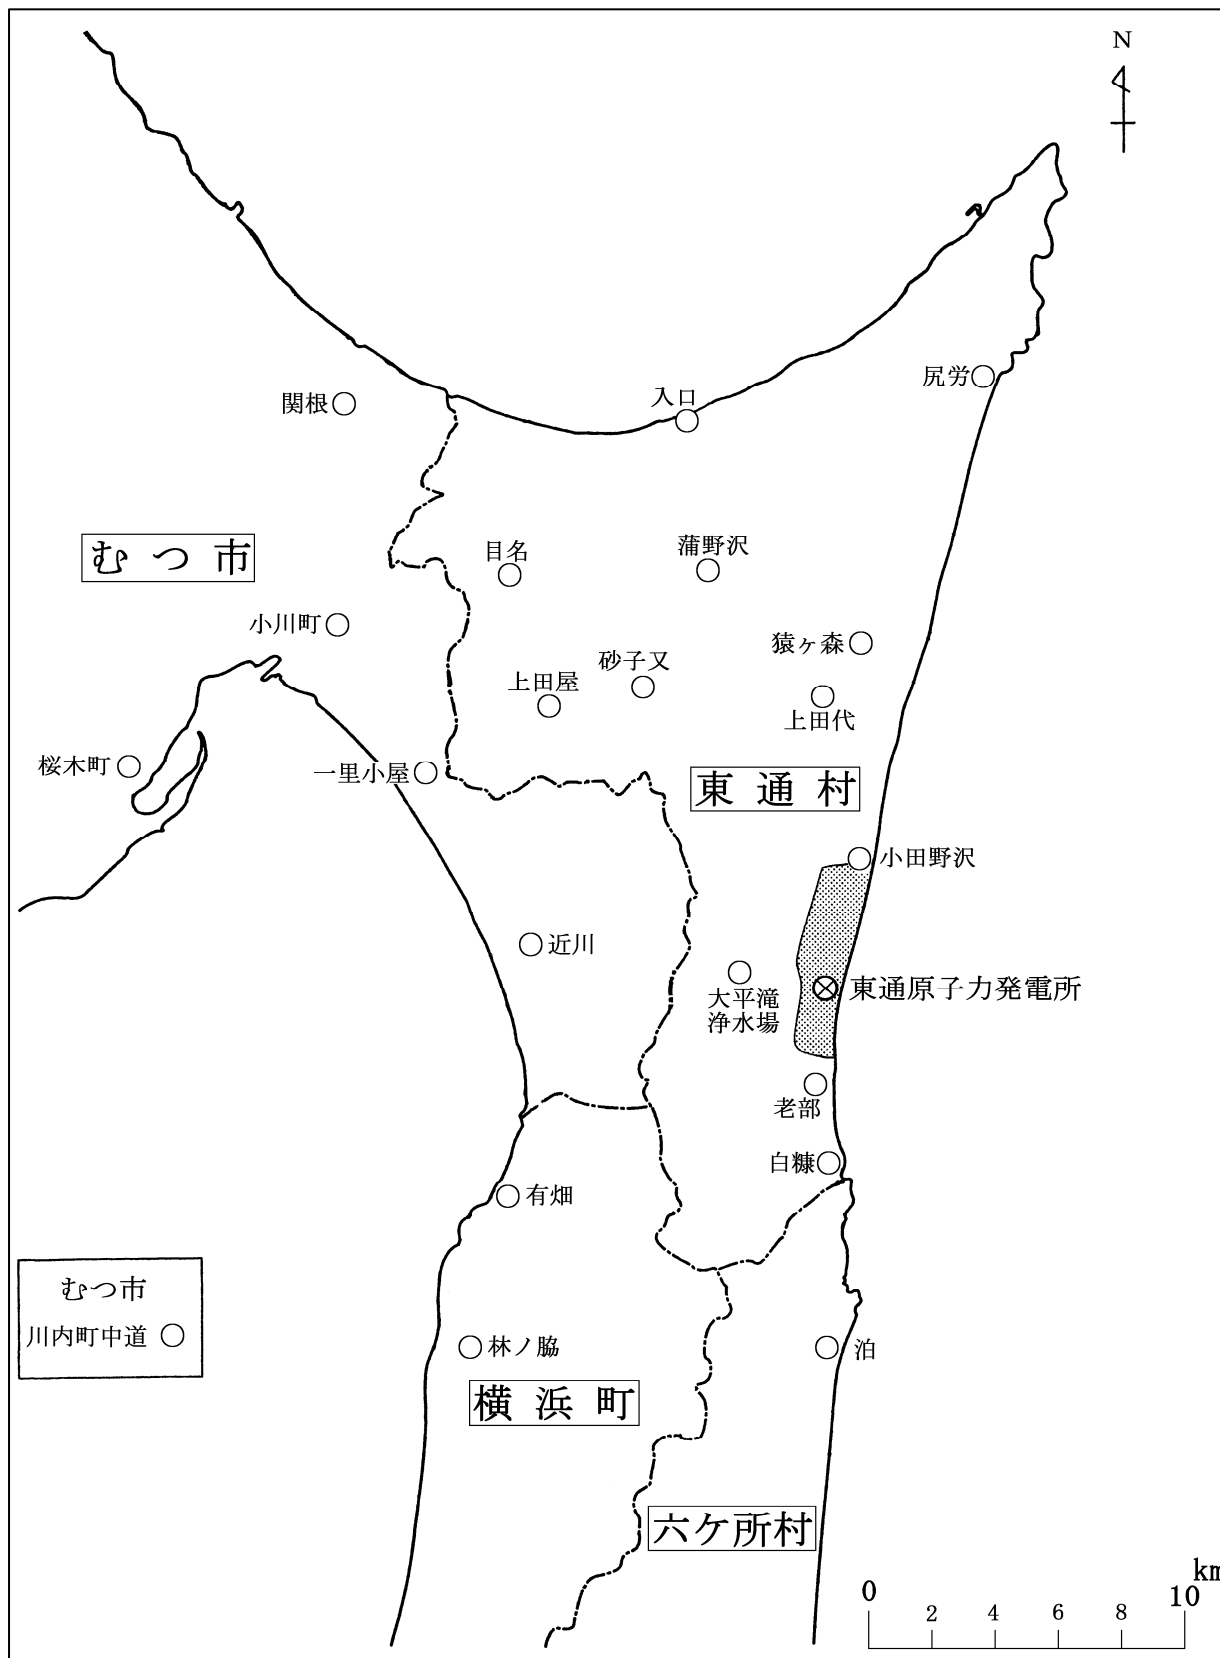 N
尻労
入口
関根
むつ市
目名
蒲野沢
小川町
猿ヶ森
砂子又
上田屋
上田代
桜木町
一里小屋
東通村
小田野沢
近川
大平滝
浄水場
東通原子力発電所
老部
白糠
有畑
むつ市
川内町中道
林ノ脇
泊
横浜町
六ケ所村
km
0 2 4 6 8 10